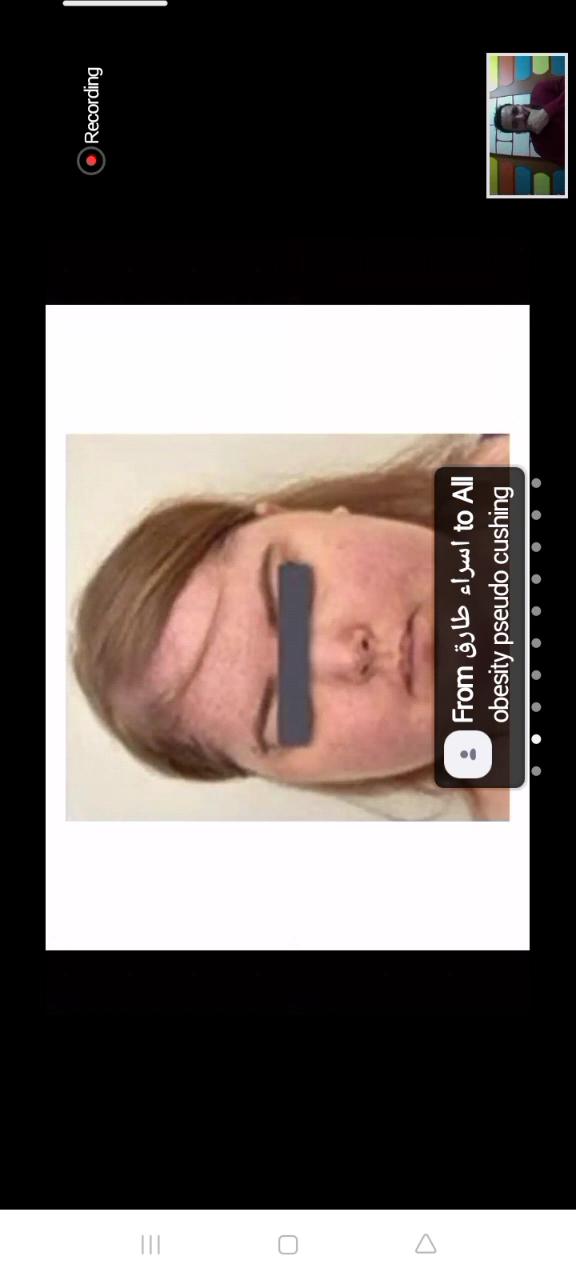 Recording
From اسراء طارق to All
obesity pseudo cushing